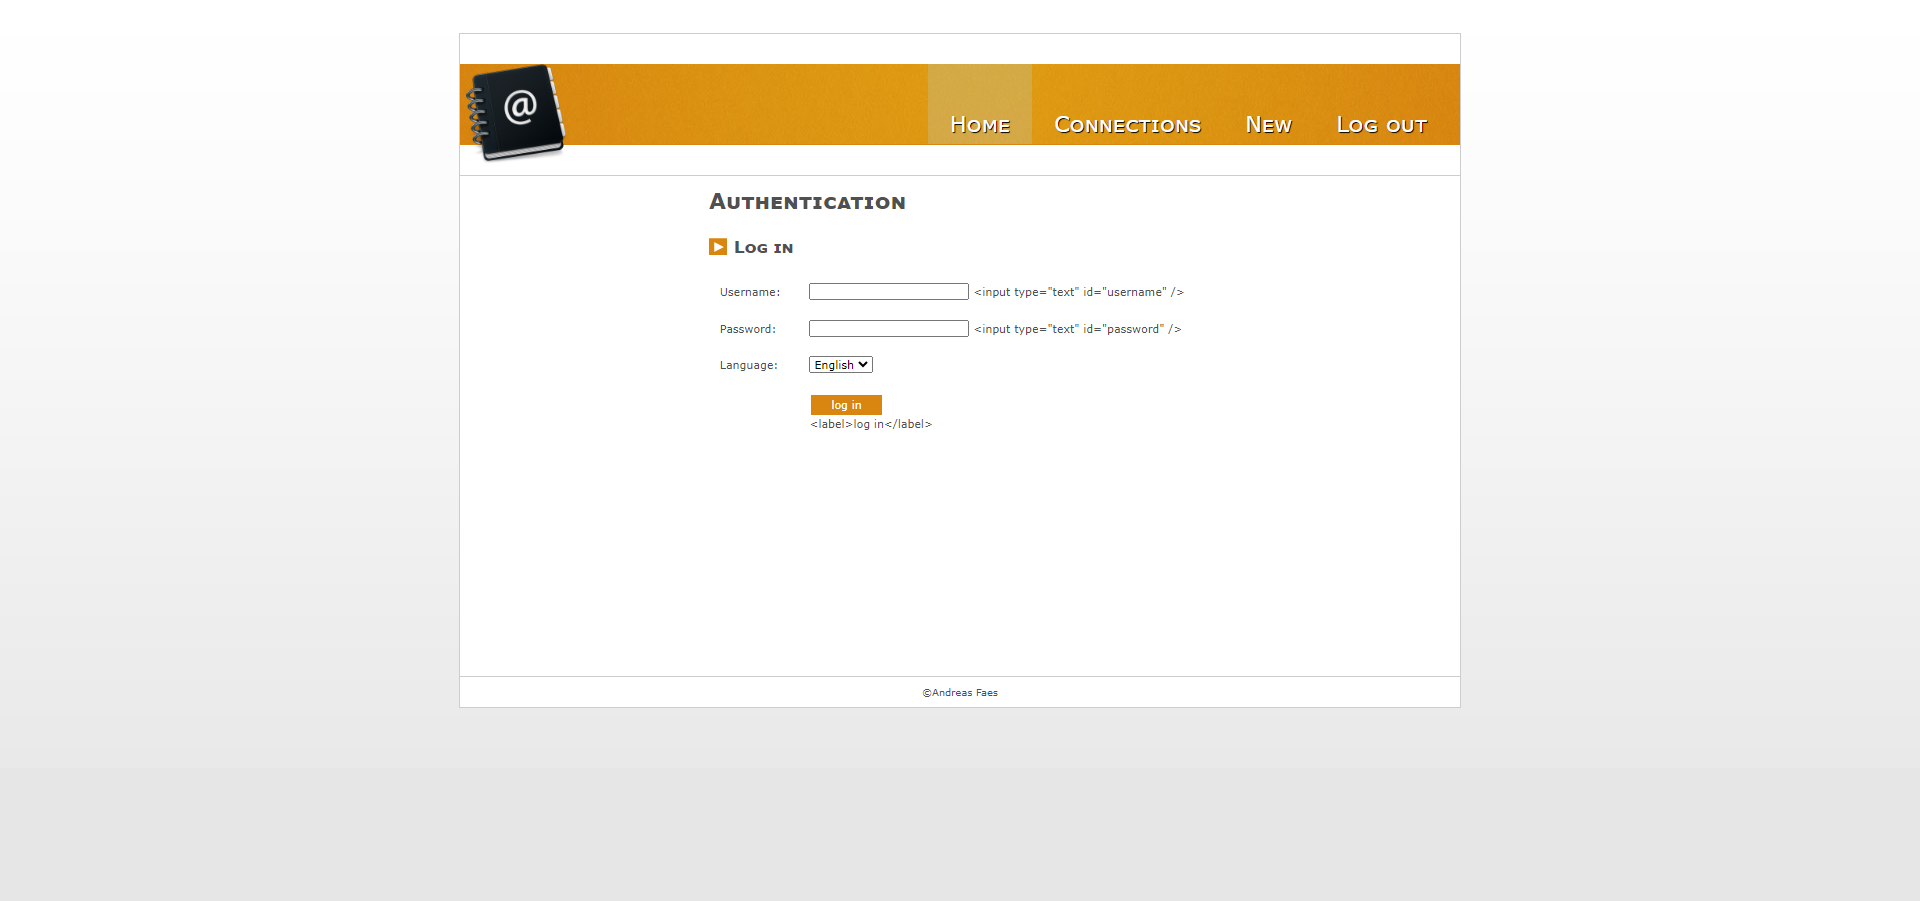 @
Home Connections New Log out
Authentication
Log in
Username: <input type="text" id="username" />
Password: <input type="text" id="password" />
Language: English
log in
<label>log in</label>
©Andreas Faes